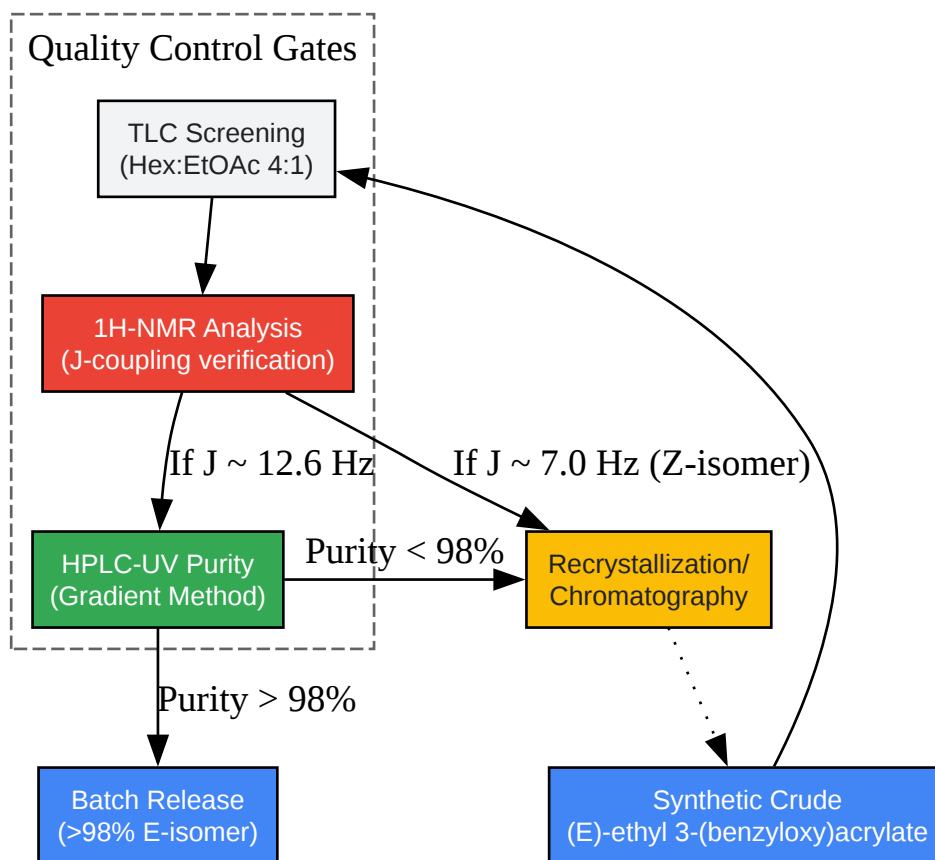 Quality Control Gates
TLC Screening
(Hex:EtOAc 4:1)
1H-NMR Analysis
(J-coupling verification)
If J ~ 12.6 Hz
If J ~ 7.0 Hz (Z-isomer)
HPLC-UV Purity
(Gradient Method)
Purity < 98%
Recrystallization/
Chromatography
Purity > 98%
Batch Release
(>98% E-isomer)
Synthetic Crude
(E)-ethyl 3-(benzyloxy)acrylate